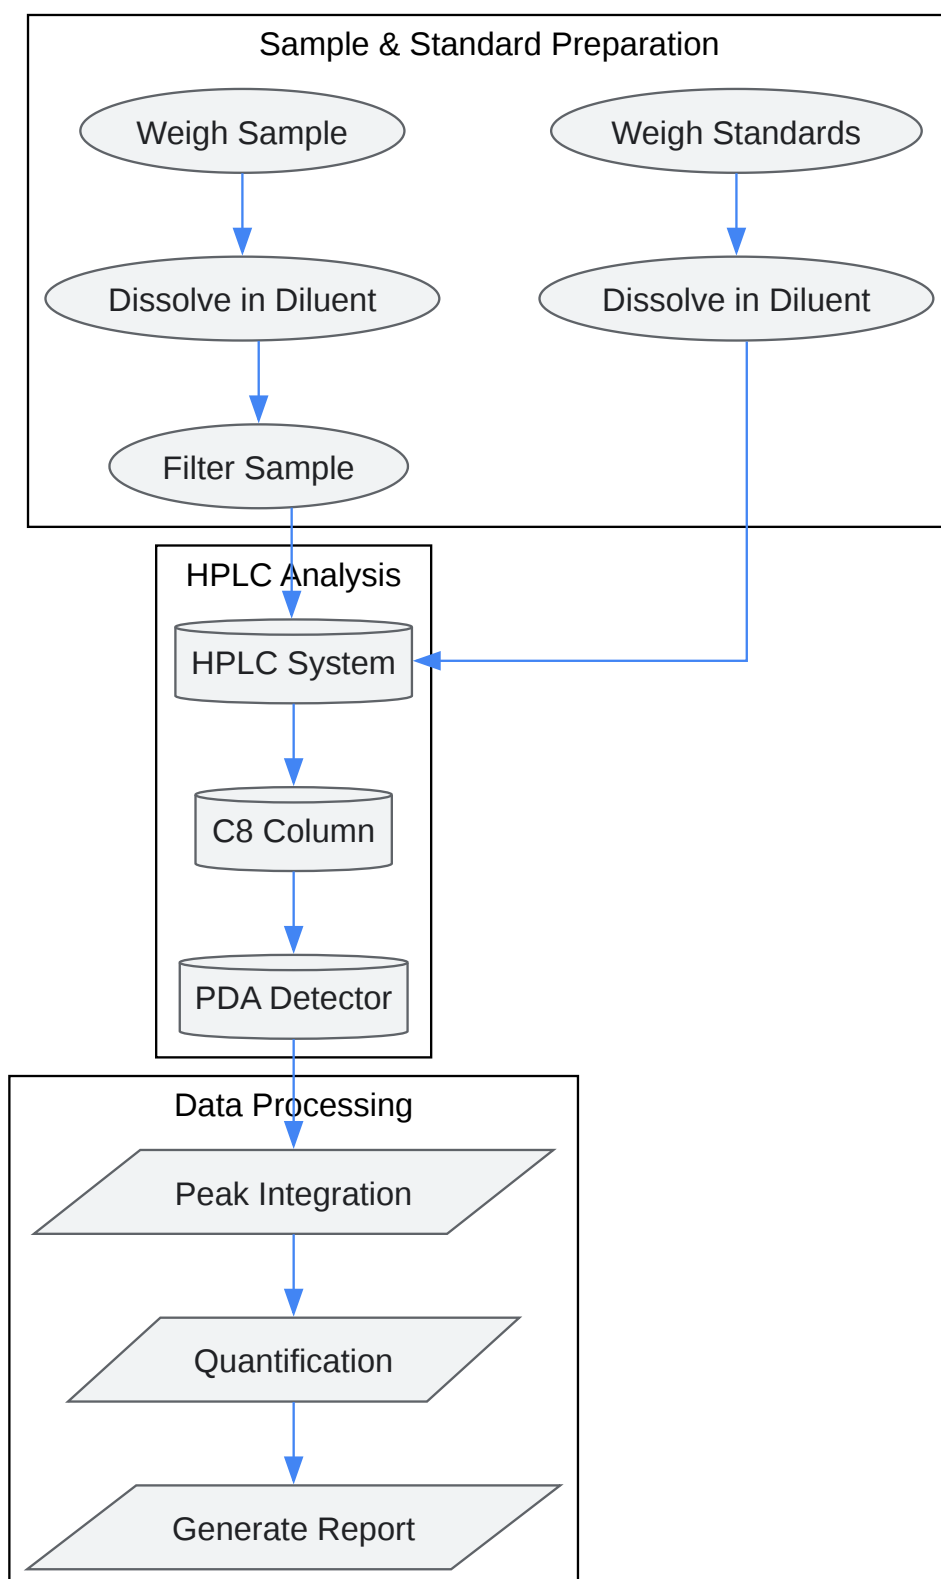 Sample & Standard Preparation
Weigh Sample
Weigh Standards
Dissolve in Diluent
Dissolve in Diluent
Filter Sample
HPLC Analysis
HPLC System
C8 Column
PDA Detector
Data Processing
Peak Integration
Quantification
Generate Report